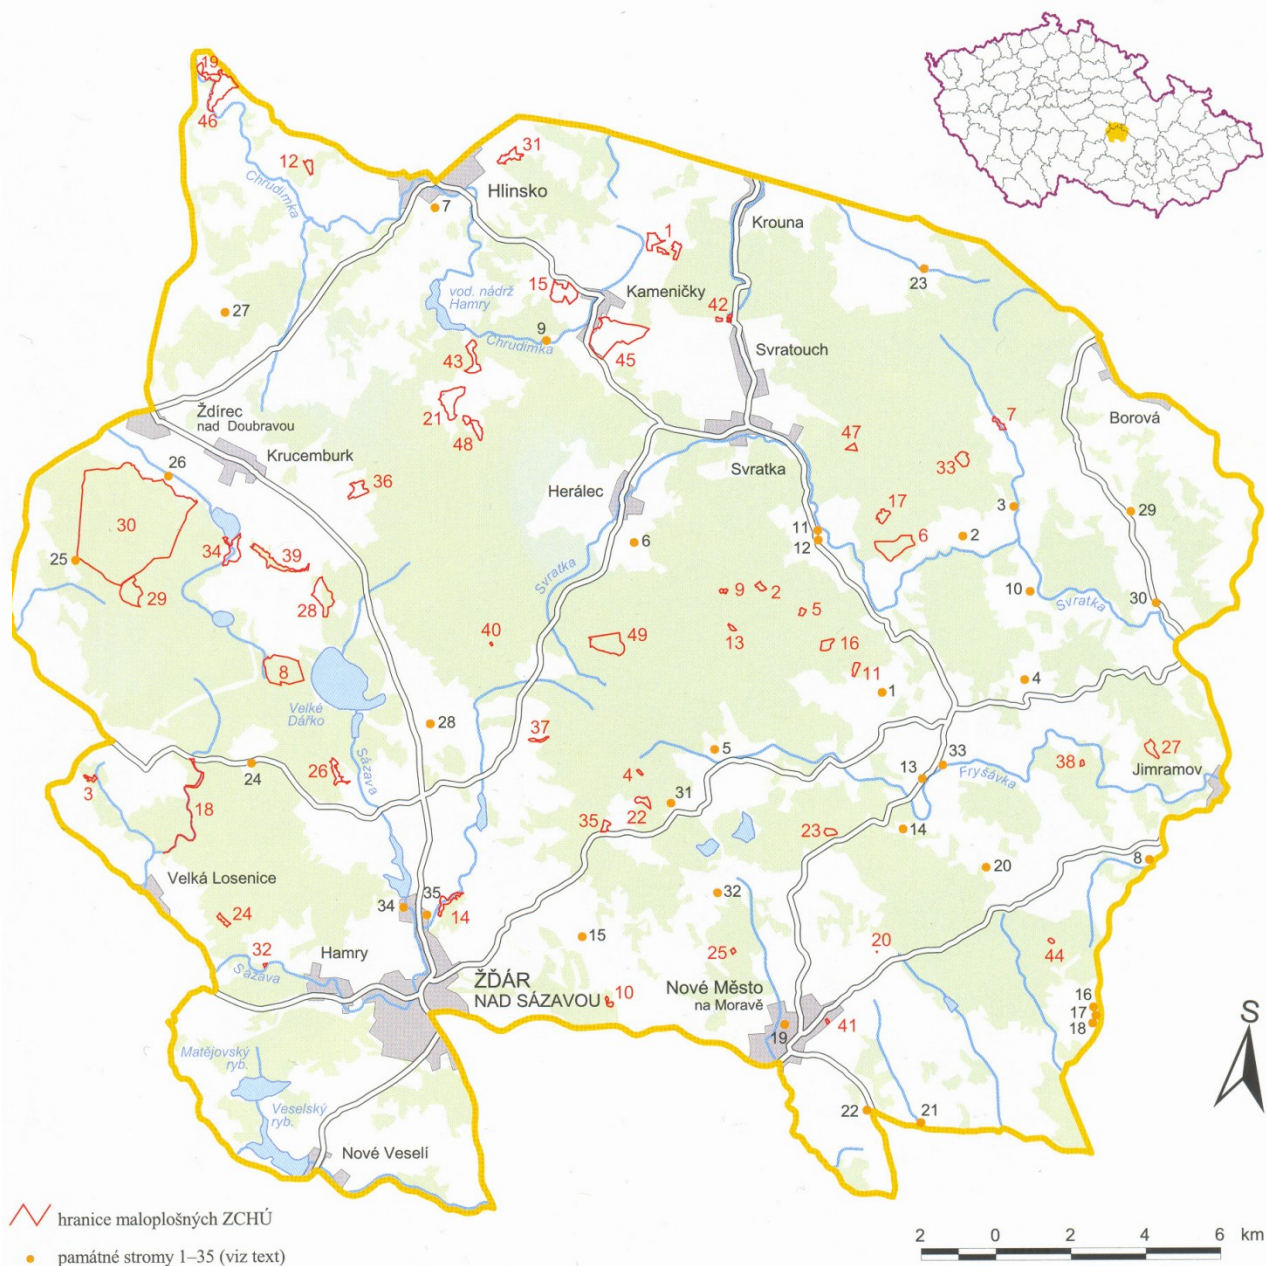 19
46
12
Chrudimka
31
Hlinsko
7
1
Krouna
23
15
vod. nádrž
Hamry
Kameničky
42
27
9
Chrudimka
45
43
Svratouch
21
48
7
Borová
Ždírec
nad Doubravou
Krucemburk
47
Svratka
33
26
36
Herálec
17
3
29
30
34
39
6
11
12
6
2
25
29
28
Svratka
9
2
5
10
Svratka
30
40
49
13
16
8
11
1
4
Velké
Dářko
28
37
5
33
38
27
Jimramov
24
26
Sázava
4
13
Fryšávka
3
18
31
22
35
23
14
20
8
Velká Losenice
32
34
35
14
24
15
25
20
44
32
Hamry
Sázava
ŽĎÁR
NAD SÁZAVOU
10
Nové Město
na Moravě
41
19
16
17
18
S
Matějovský
ryb.
Veselský
ryb.
Nové Veselí
22
21
hranice maloplošných ZCHÚ
památné stromy 1–35 (viz text)
2 0 2 4 6 km